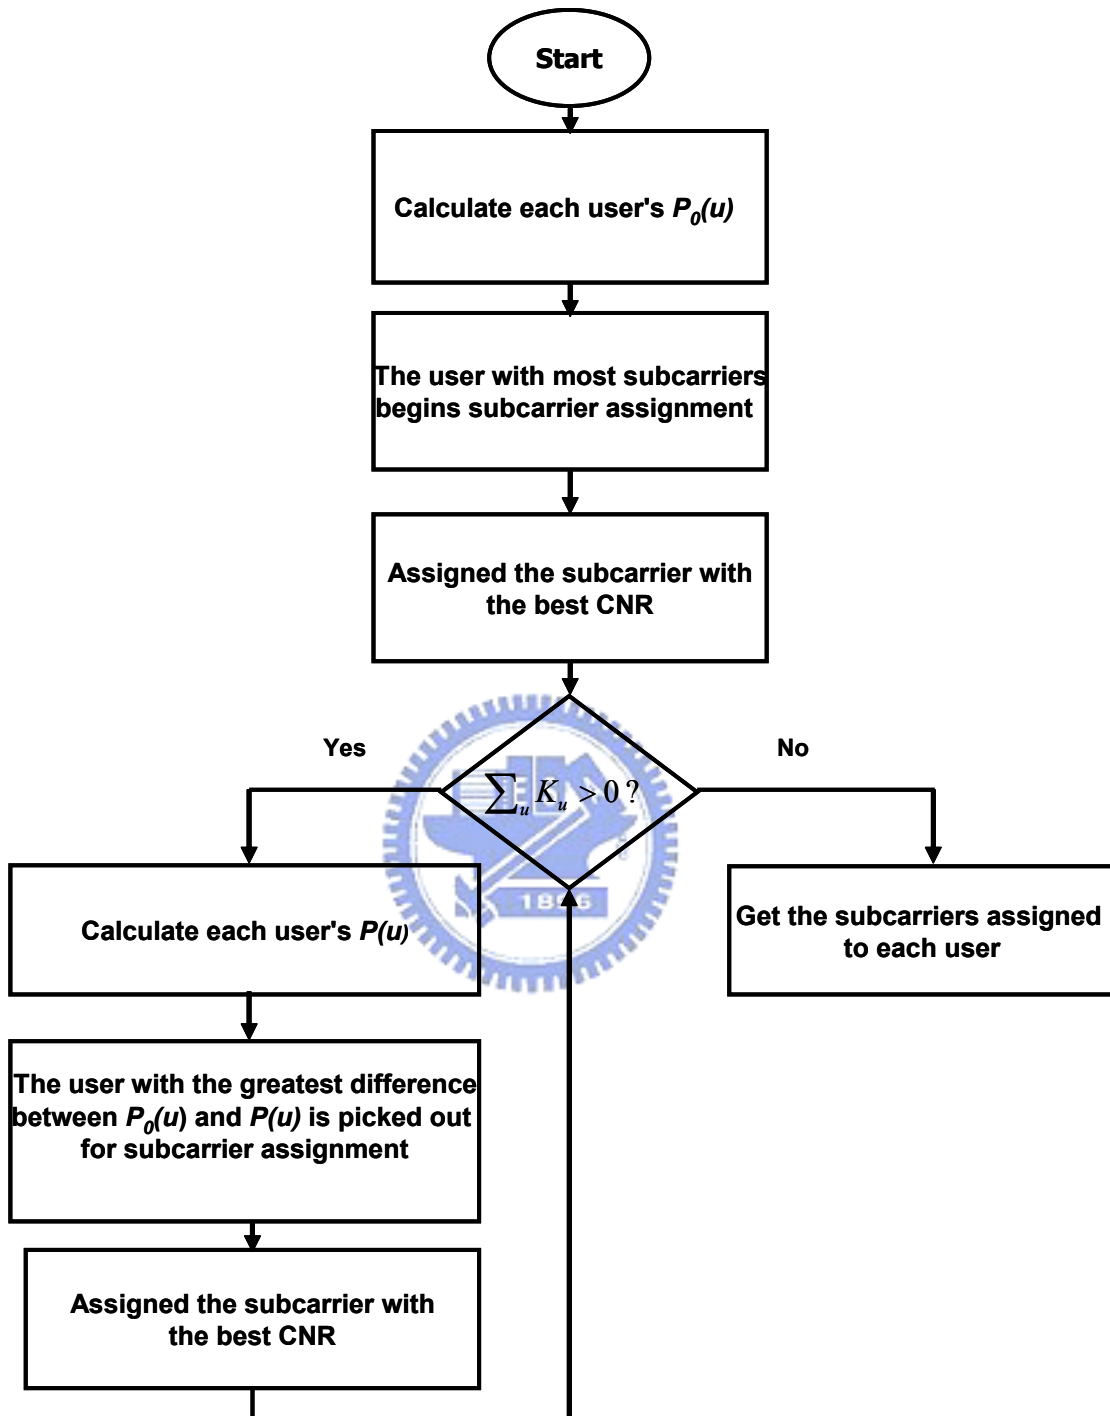 Start
Calculate each user's P₀(u)
The user with most subcarriers
begins subcarrier assignment
Assigned the subcarrier with
the best CNR
Yes
No
∑ᵤ Kᵤ > 0 ?
1896
Calculate each user's P(u)
Get the subcarriers assigned
to each user
The user with the greatest difference
between P₀(u) and P(u) is picked out
for subcarrier assignment
Assigned the subcarrier with
the best CNR